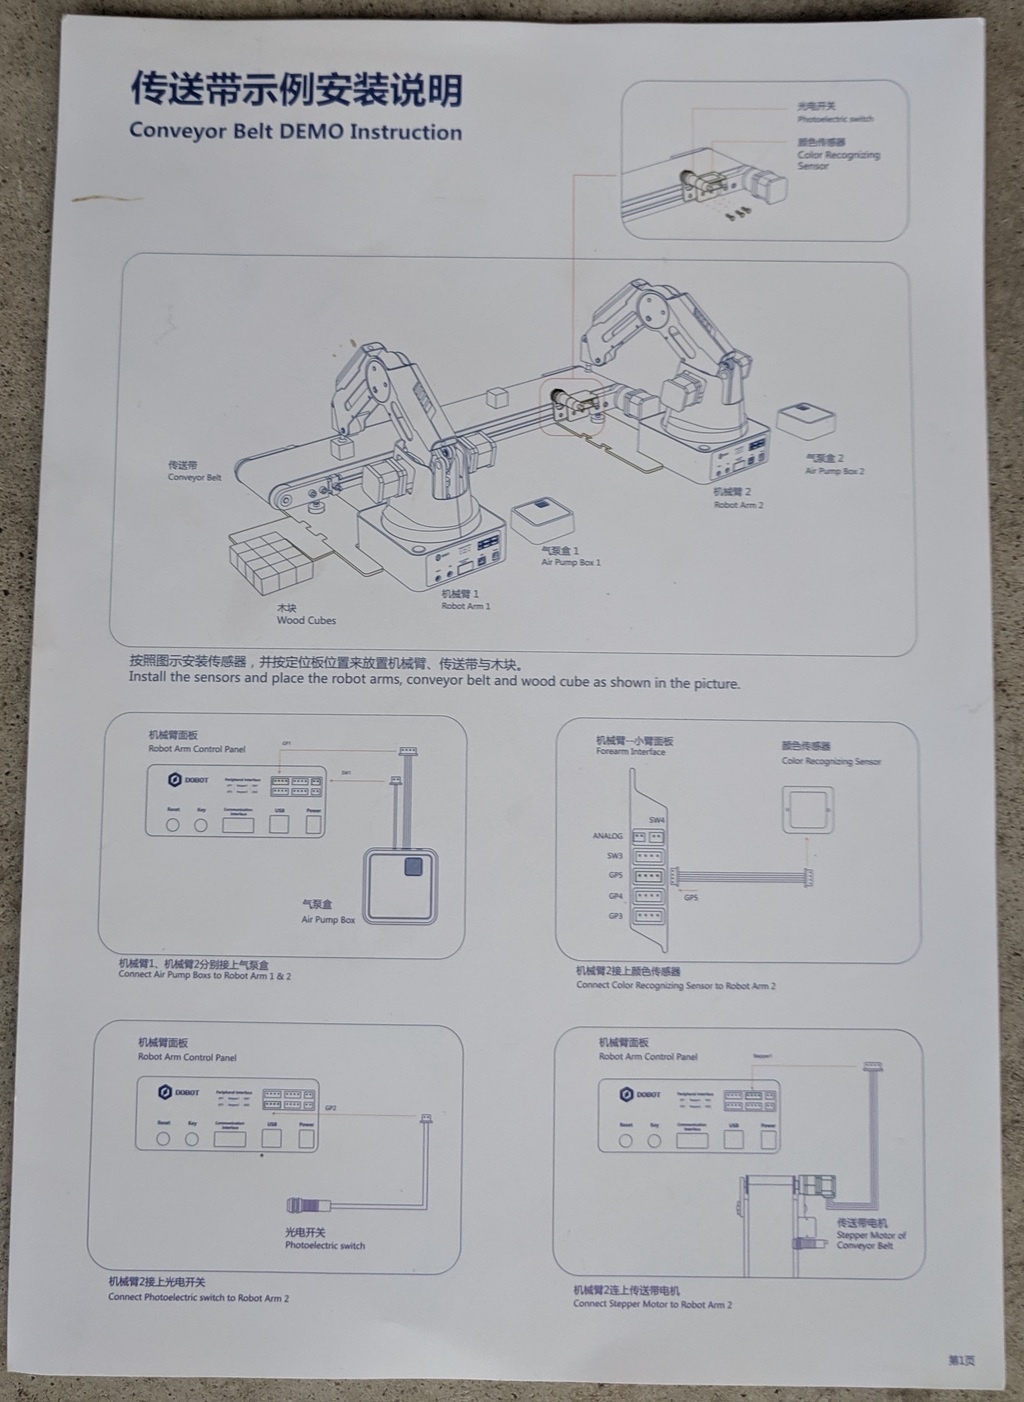 传送带示例安装说明
Conveyor Belt DEMO Instruction
光电开关
Photoelectric switch
颜色传感器
Color Recognizing
Sensor
传送带
Conveyor Belt
气泵盒 2
Air Pump Box 2
机械臂 2
Robot Arm 2
气泵盒 1
Air Pump Box 1
机械臂 1
Robot Arm 1
木块
Wood Cubes
按照图示安装传感器，并按定位板位置来放置机械臂、传送带与木块。
Install the sensors and place the robot arms, conveyor belt and wood cube as shown in the picture.
机械臂面板
Robot Arm Control Panel
GP1
SW1
DOBOT
Peripheral Interface
Reset
Key
Communication
Interface
USB
Power
气泵盒
Air Pump Box
机械臂1、机械臂2分别接上气泵盒
Connect Air Pump Boxs to Robot Arm 1 & 2
机械臂--小臂面板
Forearm Interface
颜色传感器
Color Recognizing Sensor
SW4
ANALOG
SW3
GP5
GP4
GP3
GP5
机械臂2接上颜色传感器
Connect Color Recognizing Sensor to Robot Arm 2
机械臂面板
Robot Arm Control Panel
DOBOT
Peripheral Interface
GP2
Reset
Key
Communication
Interface
USB
Power
光电开关
Photoelectric switch
机械臂2接上光电开关
Connect Photoelectric switch to Robot Arm 2
机械臂面板
Robot Arm Control Panel
Stepper1
DOBOT
Peripheral Interface
Reset
Key
Communication
Interface
USB
Power
传送带电机
Stepper Motor of
Conveyor Belt
机械臂2连上传送带电机
Connect Stepper Motor to Robot Arm 2
第1页